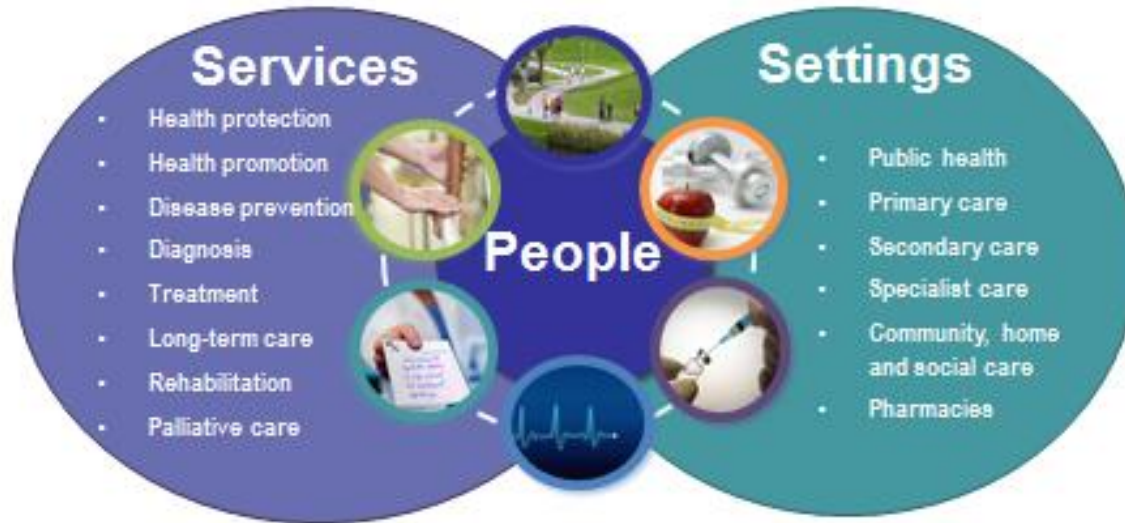 Services
• Health protection
• Health promotion
• Disease prevention
• Diagnosis
• Treatment
• Long-term care
• Rehabilitation
• Palliative care
People
Settings
• Public health
• Primary care
• Secondary care
• Specialist care
• Community, home
and social care
• Pharmacies